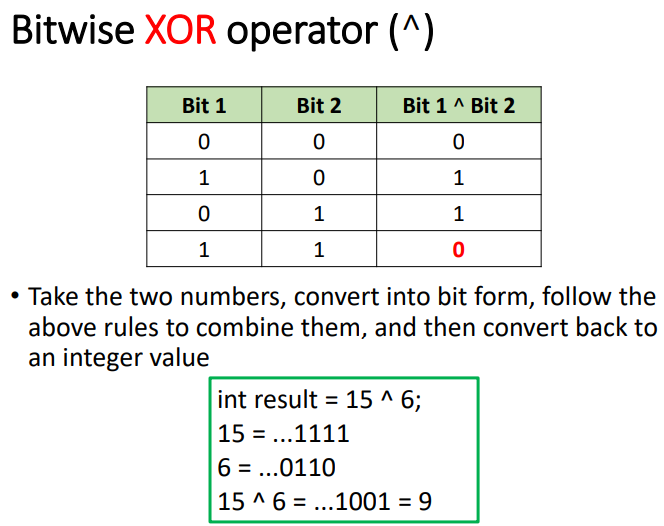 Bitwise XOR operator (^)
Bit 1 Bit 2 Bit 1 ^ Bit 2
0 0 0
1 0 1
0 1 1
1 1 0
• Take the two numbers, convert into bit form, follow the
above rules to combine them, and then convert back to
an integer value
int result = 15 ^ 6;
15 = ...1111
6 = ...0110
15 ^ 6 = ...1001 = 9